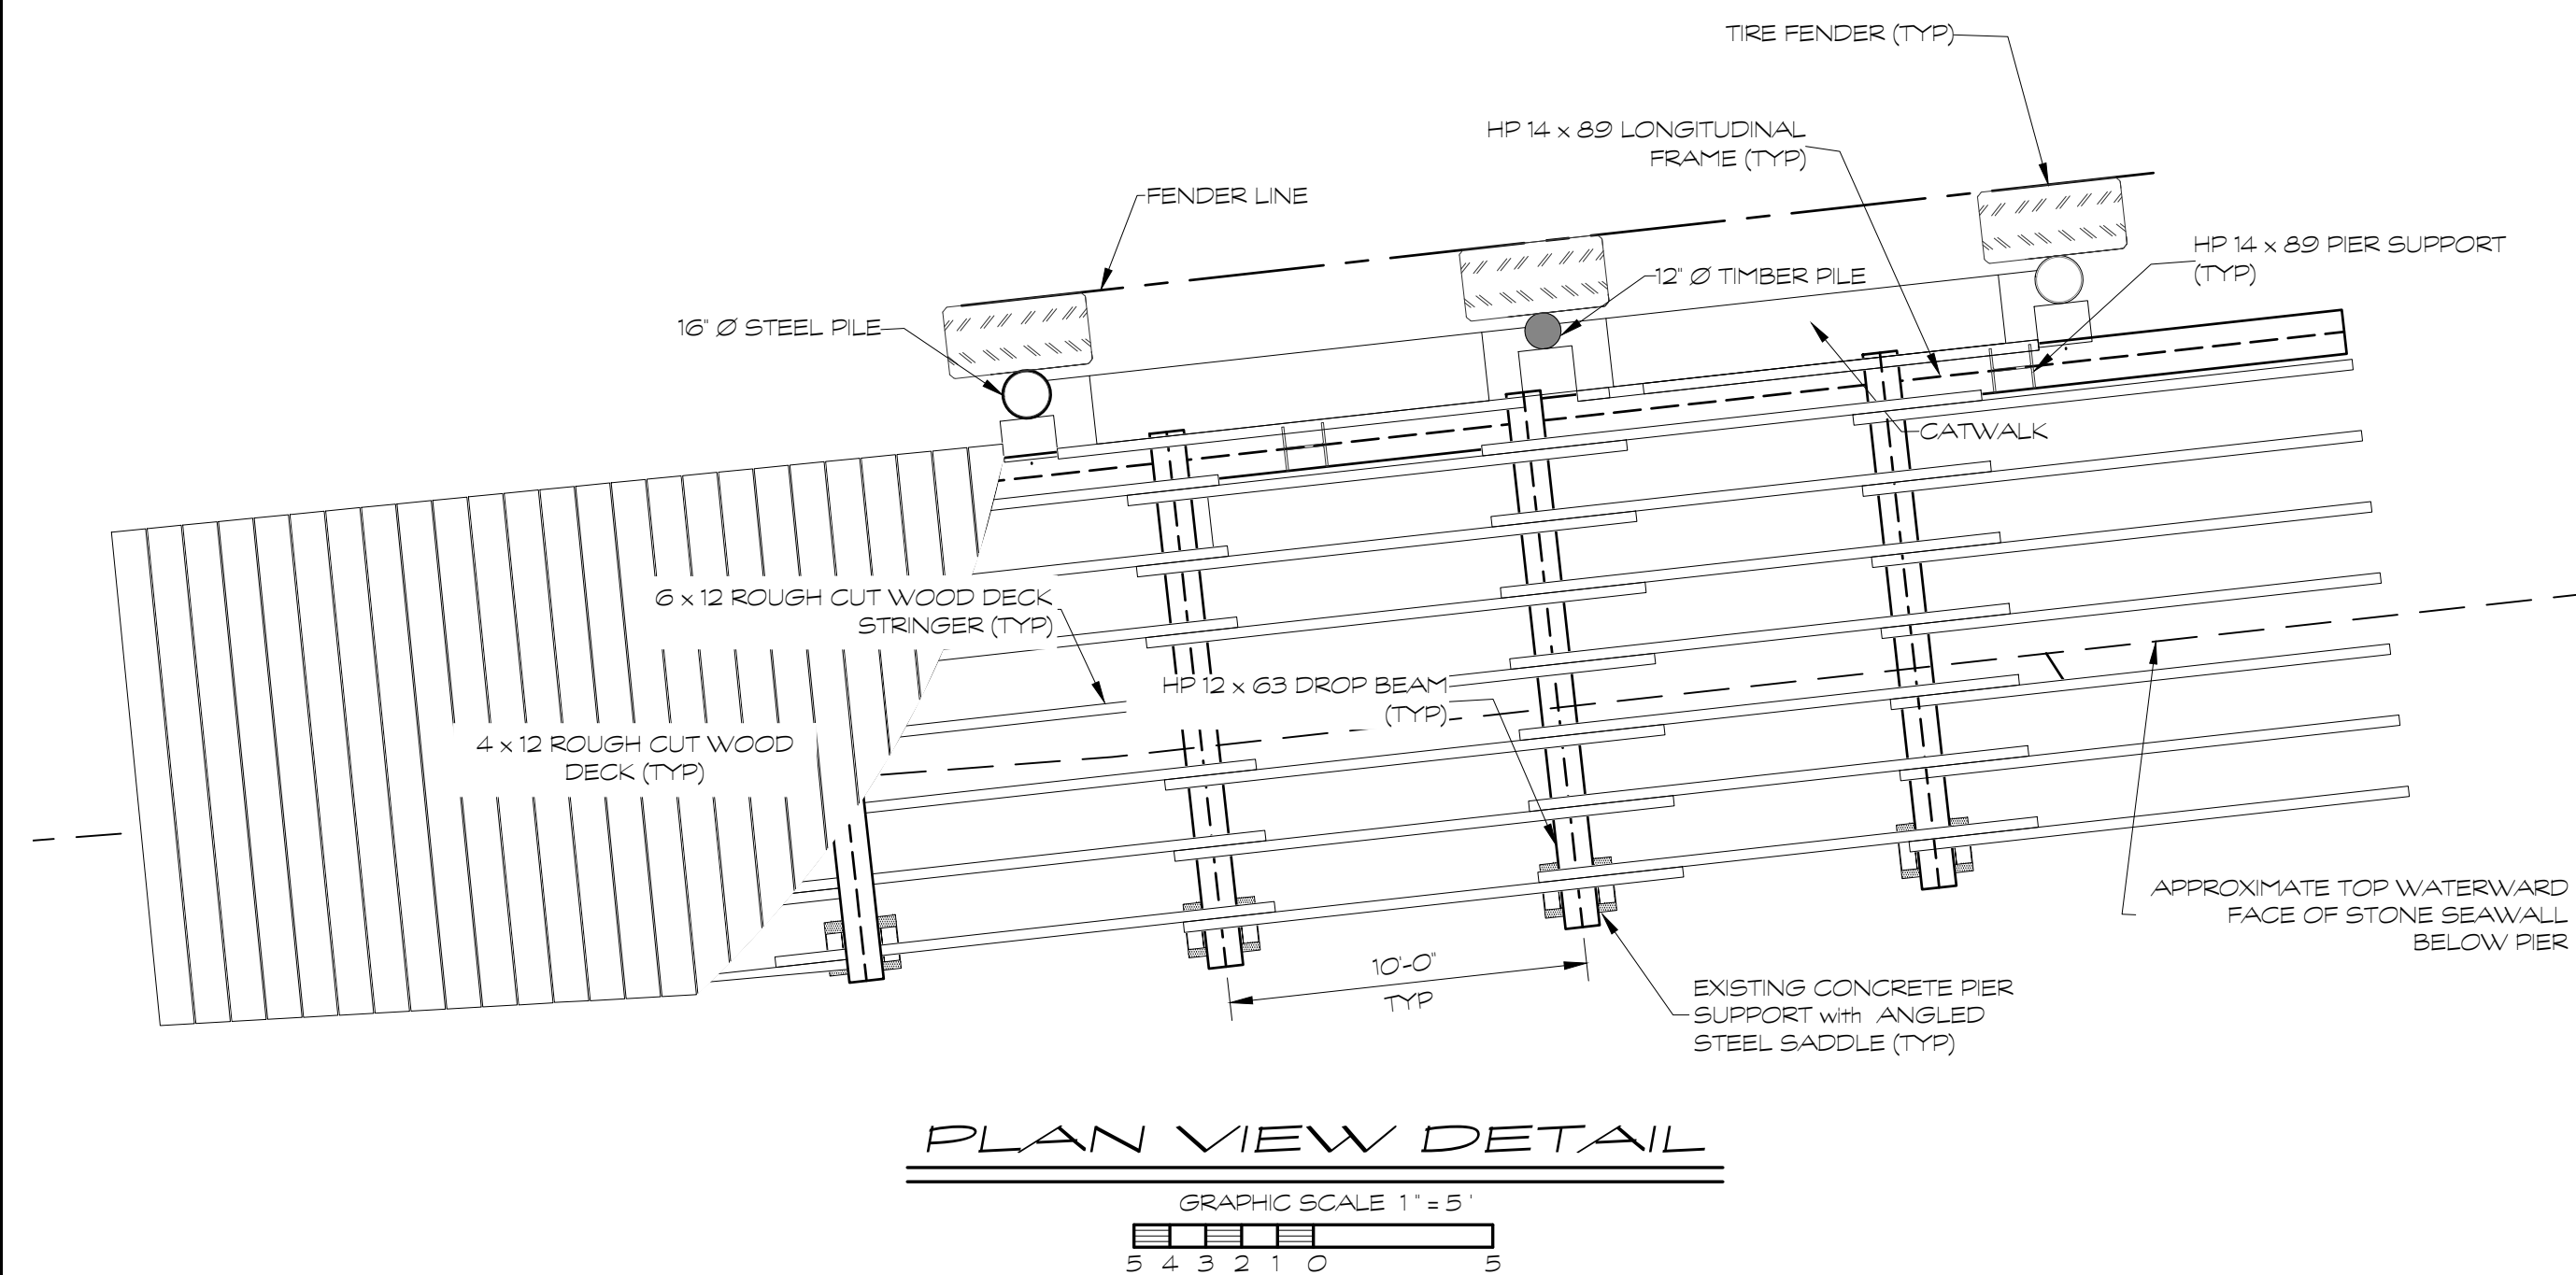 TIRE FENDER (TYP)
HP 14 x 89 LONGITUDINAL
FRAME (TYP)
FENDER LINE
HP 14 x 89 PIER SUPPORT
(TYP)
12" Ø TIMBER PILE
16" Ø STEEL PILE
CATWALK
6 x 12 ROUGH CUT WOOD DECK
STRINGER (TYP)
HP 12 x 63 DROP BEAM
(TYP)
4 x 12 ROUGH CUT WOOD
DECK (TYP)
APPROXIMATE TOP WATERWARD
FACE OF STONE SEAWALL
BELOW PIER
10'-0"
TYP
EXISTING CONCRETE PIER
SUPPORT with ANGLED
STEEL SADDLE (TYP)
PLAN VIEW DETAIL
GRAPHIC SCALE 1" = 5'
5 4 3 2 1 0 5